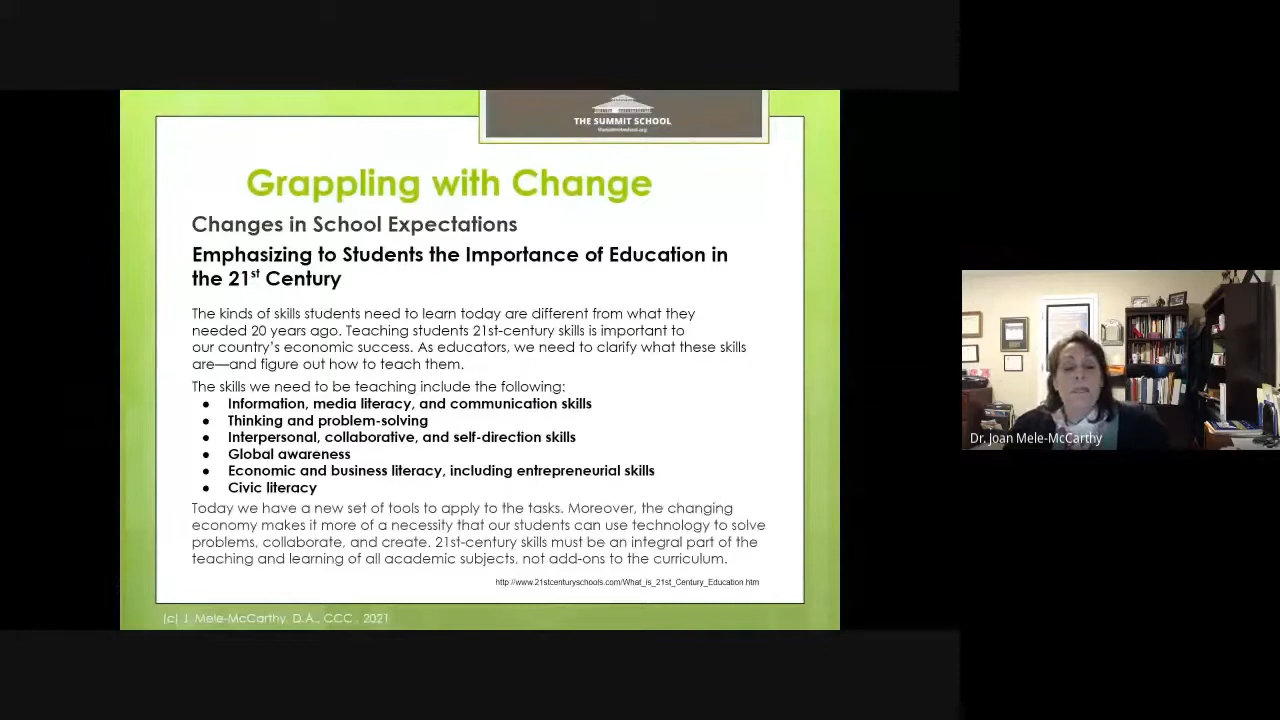 THE SUMMIT SCHOOL
Grappling with Change
Changes in School Expectations
Emphasizing to Students the Importance of Education in
the 21st Century
The kinds of skills students need to learn today are different from what they
needed 20 years ago. Teaching students 21st-century skills is important to
our country's economic success. As educators, we need to clarify what these skills
are—and figure out how to teach them.
The skills we need to be teaching include the following:
● Information, media literacy, and communication skills
● Thinking and problem-solving
● Interpersonal, collaborative, and self-direction skills
● Global awareness
● Economic and business literacy, including entrepreneurial skills
● Civic literacy
Today we have a new set of tools to apply to the tasks. Moreover, the changing
economy makes it more of a necessity that our students can use technology to solve
problems, collaborate, and create. 21st-century skills must be an integral part of the
teaching and learning of all academic subjects, not add-ons to the curriculum.
http://www.21stcenturyschools.com/What_is_21st_Century_Education.htm
(c) J. Mele-McCarthy, D.A., CCC, 2021
Dr. Joan Mele-McCarthy